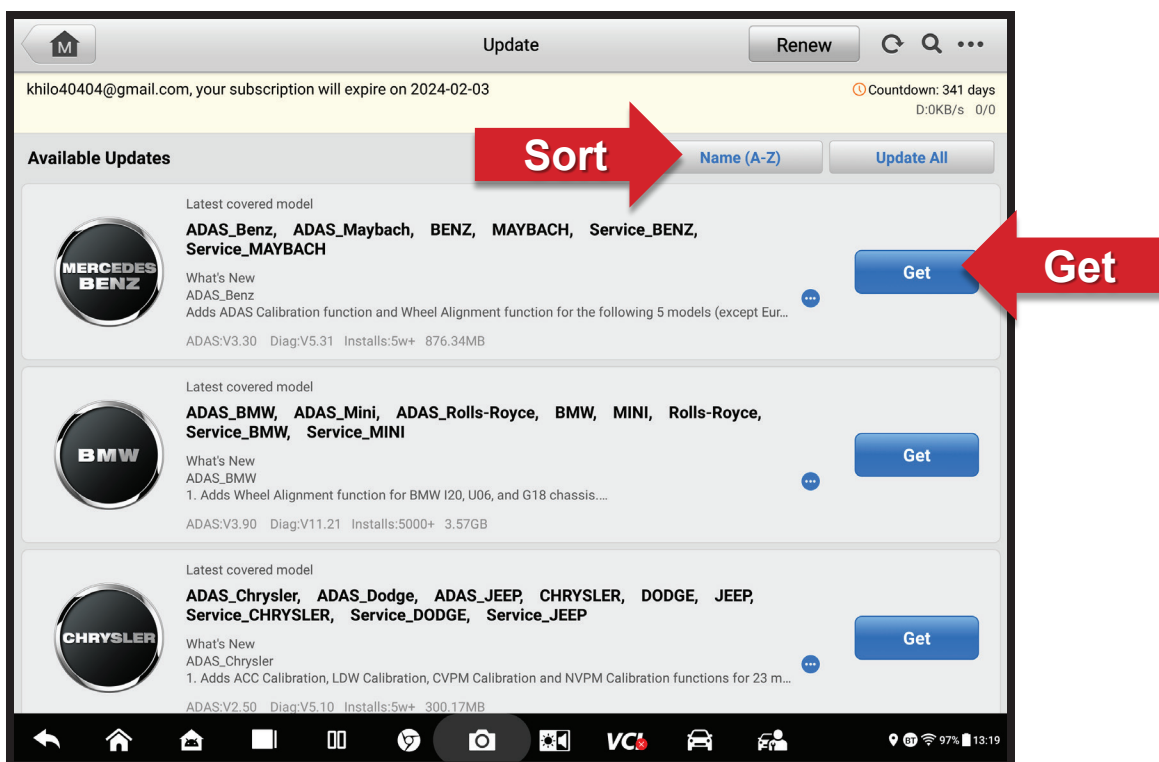 M
Update
Renew
khilo40404@gmail.com, your subscription will expire on 2024-02-03
Countdown: 341 days
D:0KB/s 0/0
Available Updates
Sort
Name (A-Z)
Update All
Latest covered model
ADAS_Benz, ADAS_Maybach, BENZ, MAYBACH, Service_BENZ,
Service_MAYBACH
MERCEDES
BENZ
What's New
ADAS_Benz
Adds ADAS Calibration function and Wheel Alignment function for the following 5 models (except Eur...
ADAS:V3.30 Diag:V5.31 Installs:5w+ 876.34MB
Get
Get
Latest covered model
ADAS_BMW, ADAS_Mini, ADAS_Rolls-Royce, BMW, MINI, Rolls-Royce,
Service_BMW, Service_MINI
BMW
What's New
ADAS_BMW
1. Adds Wheel Alignment function for BMW I20, U06, and G18 chassis....
ADAS:V3.90 Diag:V11.21 Installs:5000+ 3.57GB
Get
Latest covered model
ADAS_Chrysler, ADAS_Dodge, ADAS_JEEP, CHRYSLER, DODGE, JEEP,
Service_CHRYSLER, Service_DODGE, Service_JEEP
CHRYSLER
What's New
ADAS_Chrysler
1. Adds ACC Calibration, LDW Calibration, CVPM Calibration and NVPM Calibration functions for 23 m...
ADAS:V2.50 Diag:V5.10 Installs:5w+ 300.17MB
Get
VCI
BT 97% 13:19